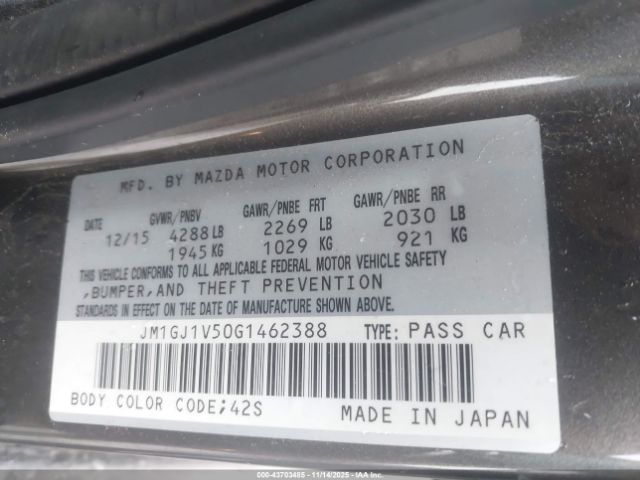 MFD. BY MAZDA MOTOR CORPORATION
DATE GVWR/PNBV GAWR/PNBE FRT GAWR/PNBE RR
12/15 4288 LB 2269 LB 2030 LB
1945 KG 1029 KG 921 KG
THIS VEHICLE CONFORMS TO ALL APPLICABLE FEDERAL MOTOR VEHICLE SAFETY
,BUMPER,AND THEFT PREVENTION
STANDARDS IN EFFECT ON THE DATE OF MANUFACTURE SHOWN ABOVE.
JM1GJ1V50G1462388 TYPE: PASS CAR
BODY COLOR CODE;42S MADE IN JAPAN
000-43703485 - 11/14/2025 - IAAI.COM